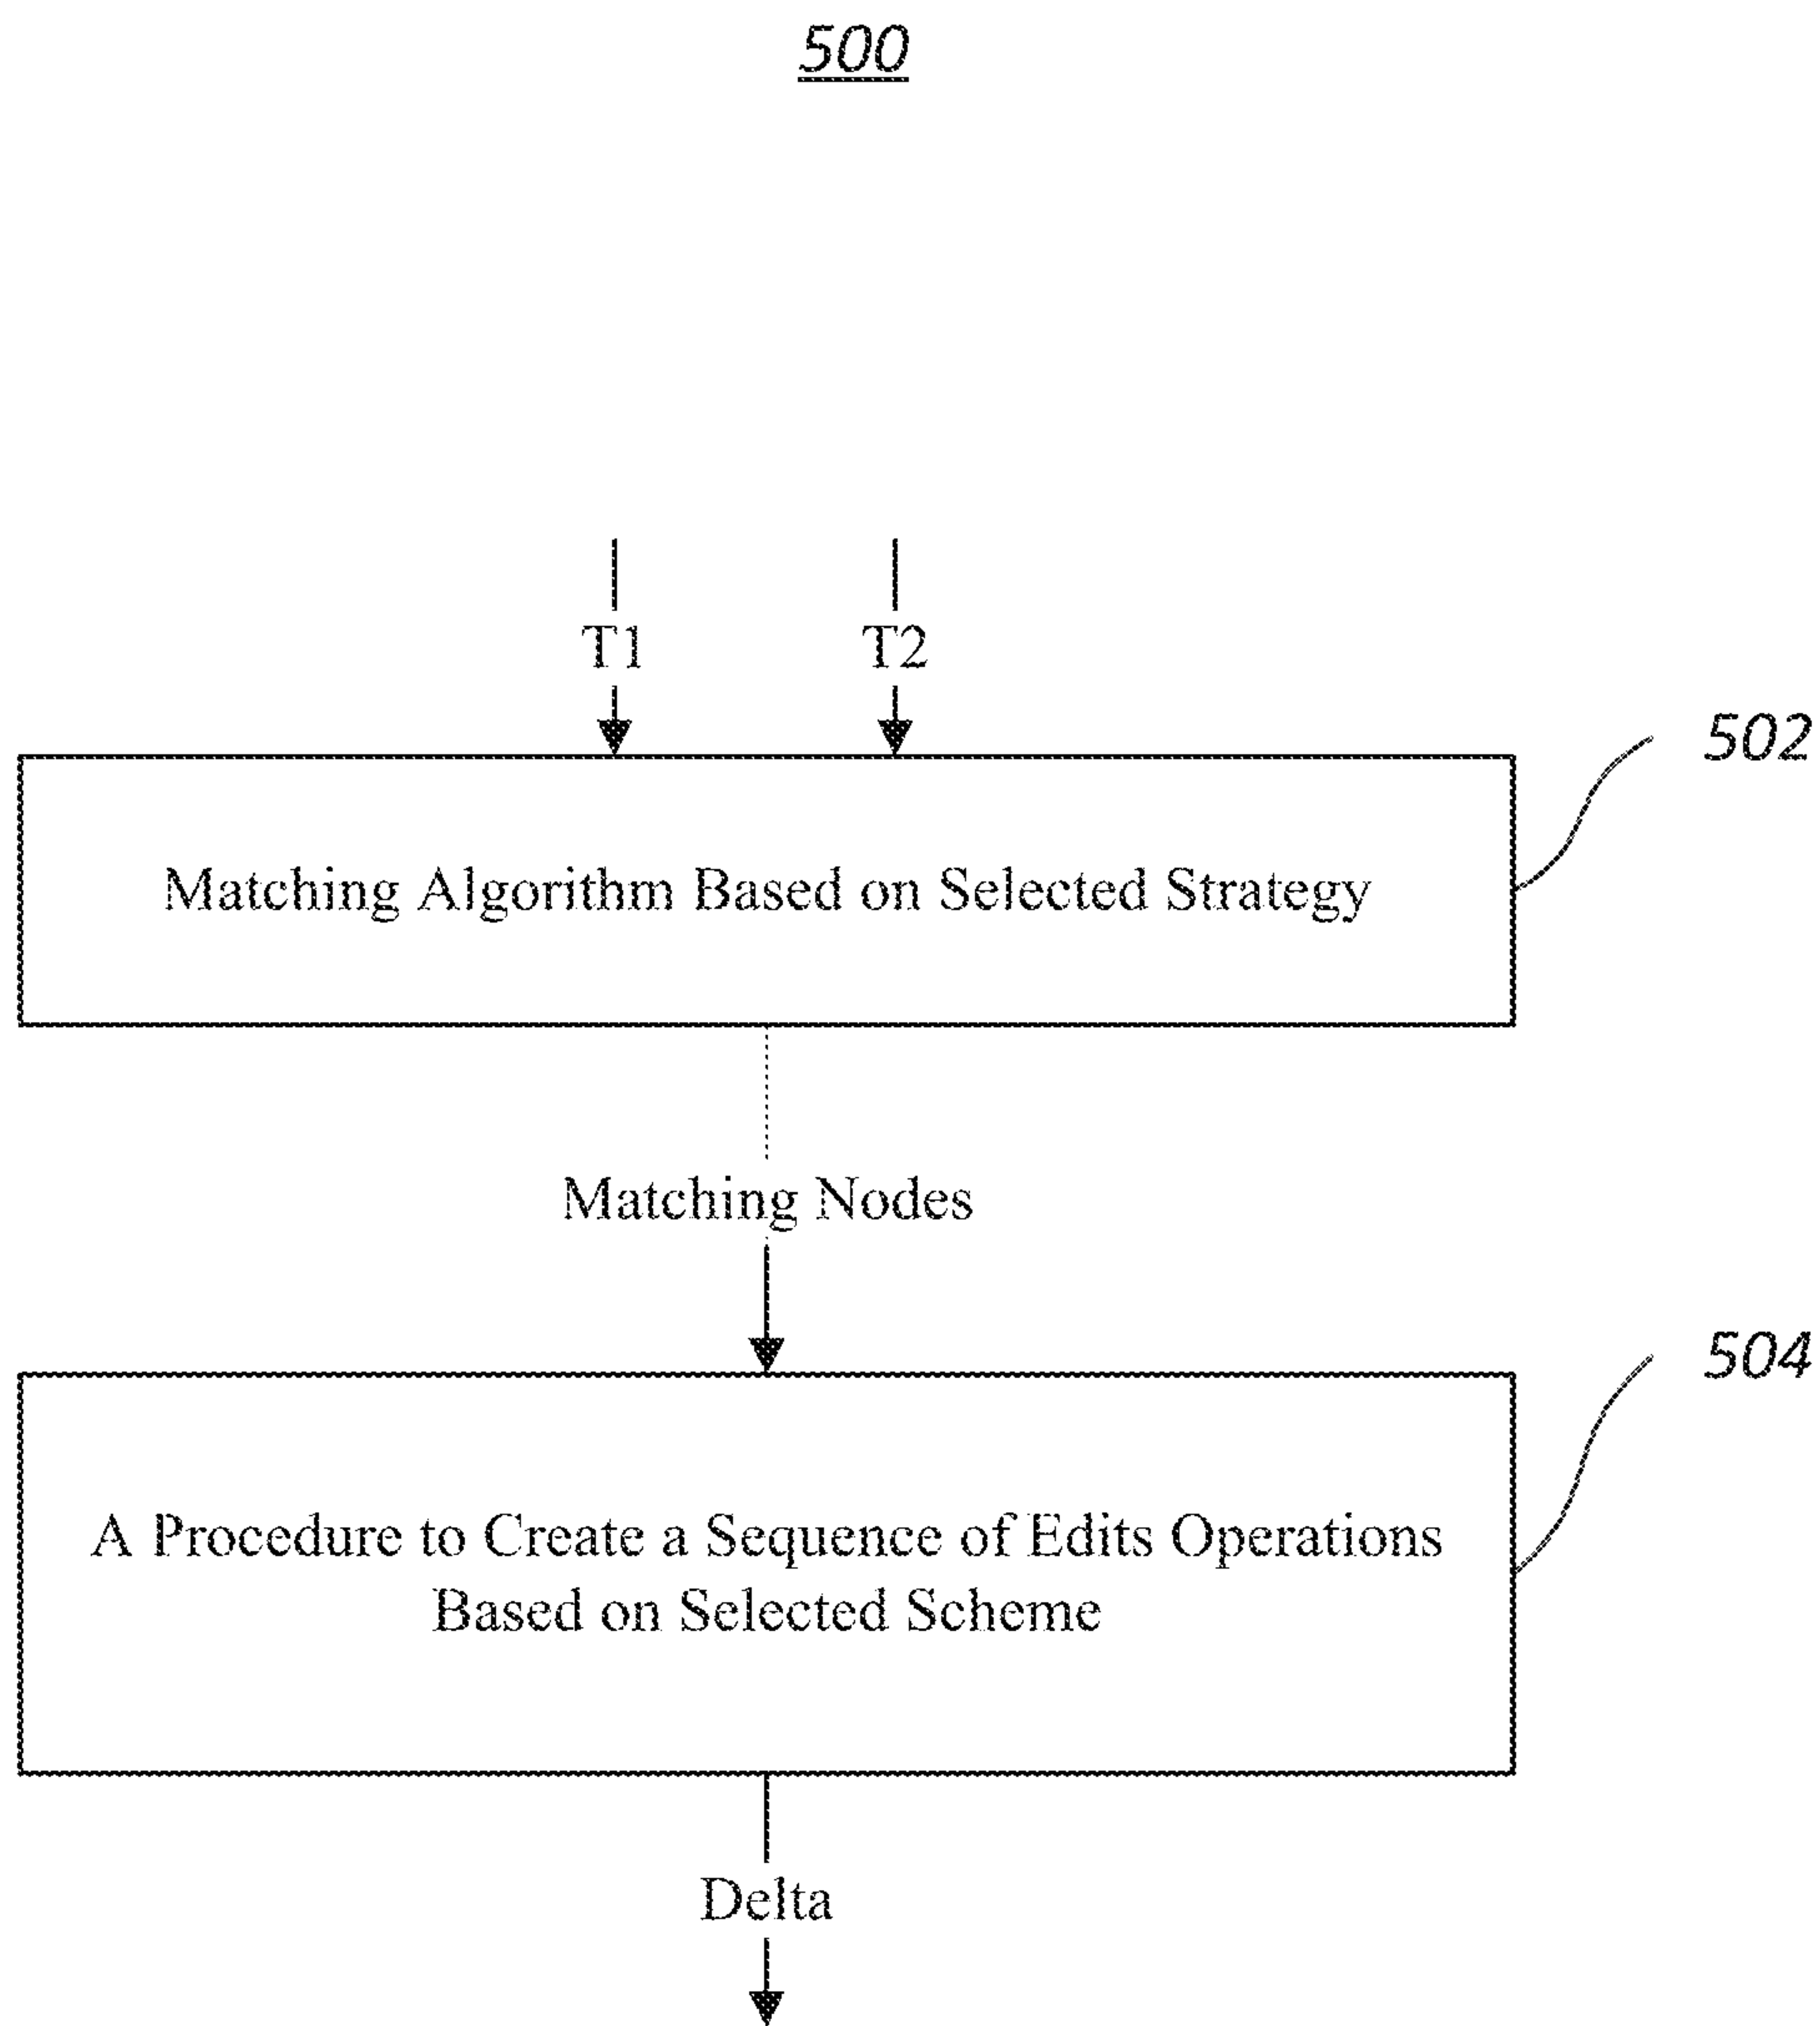 500
T1 T2
502
Matching Algorithm Based on Selected Strategy
Matching Nodes
504
A Procedure to Create a Sequence of Edits Operations
Based on Selected Scheme
Delta